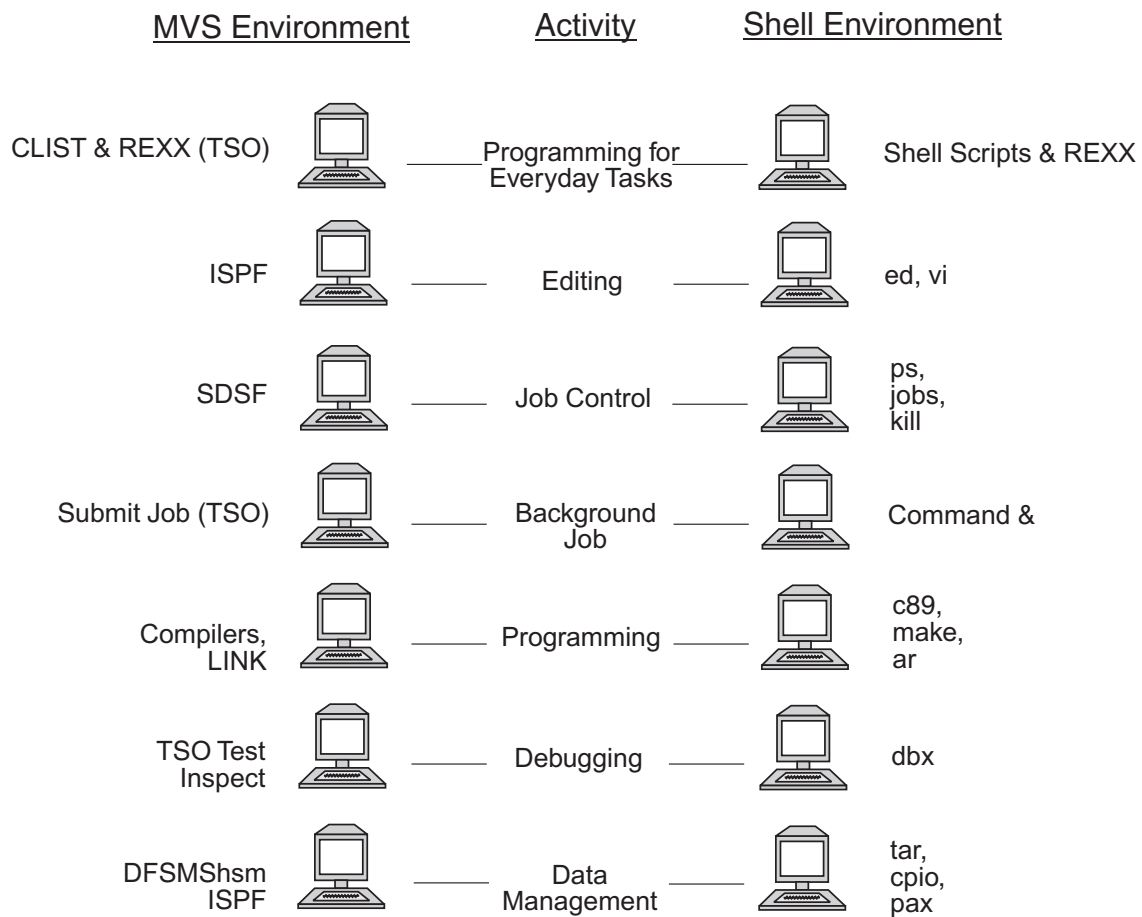 MVS Environment Activity Shell Environment
CLIST & REXX (TSO)
Programming for
Everyday Tasks
Shell Scripts & REXX
ISPF
Editing
ed, vi
SDSF
Job Control
ps,
jobs,
kill
Submit Job (TSO)
Background
Job
Command &
Compilers,
LINK
Programming
c89,
make,
ar
TSO Test
Inspect
Debugging
dbx
DFSMShsm
ISPF
Data
Management
tar,
cpio,
pax